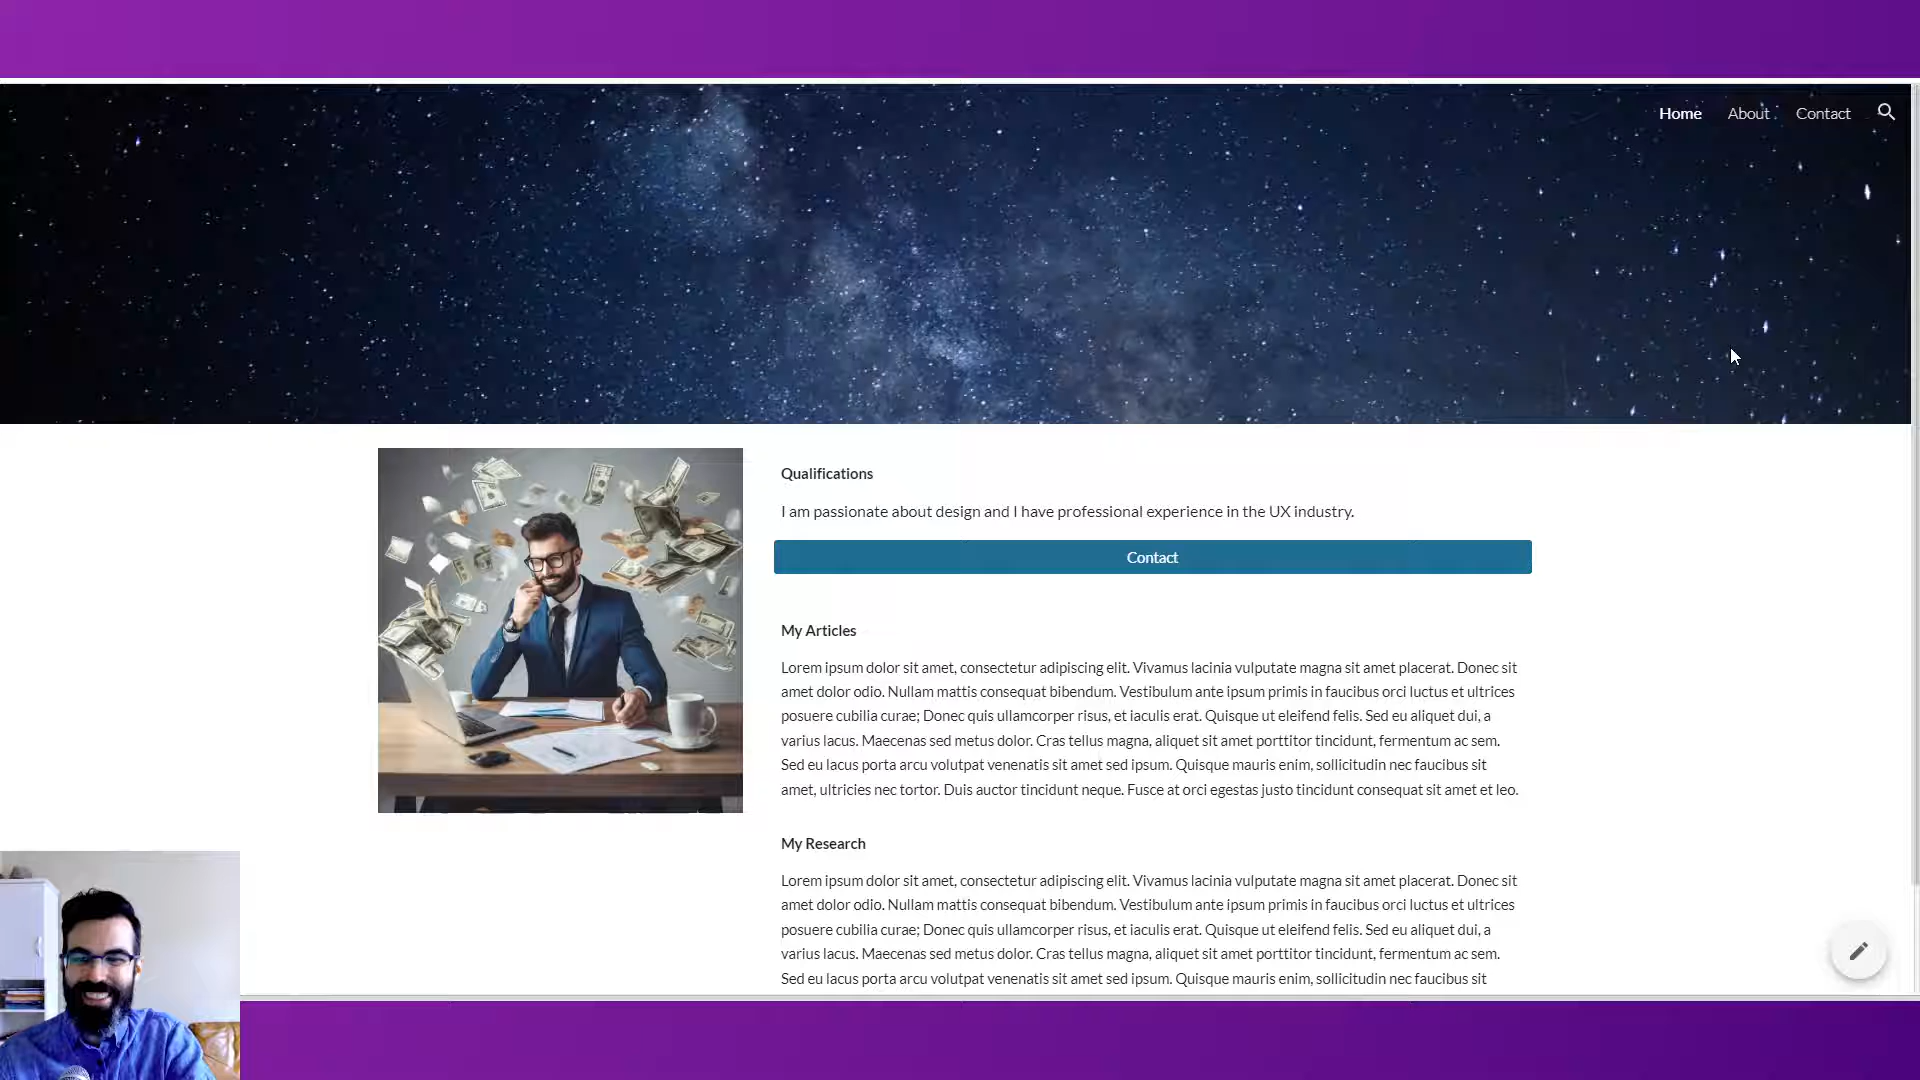 Home About Contact
Qualifications
I am passionate about design and I have professional experience in the UX industry.
Contact
My Articles
Lorem ipsum dolor sit amet, consectetur adipiscing elit. Vivamus lacinia vulputate magna sit amet placerat. Donec sit
amet dolor odio. Nullam mattis consequat bibendum. Vestibulum ante ipsum primis in faucibus orci luctus et ultrices
posuere cubilia curae; Donec quis ullamcorper risus, et iaculis erat. Quisque ut eleifend felis. Sed eu aliquet dui, a
varius lacus. Maecenas sed metus dolor. Cras tellus magna, aliquet sit amet porttitor tincidunt, fermentum ac sem.
Sed eu lacus porta arcu volutpat venenatis sit amet sed ipsum. Quisque mauris enim, sollicitudin nec faucibus sit
amet, ultricies nec tortor. Duis auctor tincidunt neque. Fusce at orci egestas justo tincidunt consequat sit amet et leo.
My Research
Lorem ipsum dolor sit amet, consectetur adipiscing elit. Vivamus lacinia vulputate magna sit amet placerat. Donec sit
amet dolor odio. Nullam mattis consequat bibendum. Vestibulum ante ipsum primis in faucibus orci luctus et ultrices
posuere cubilia curae; Donec quis ullamcorper risus, et iaculis erat. Quisque ut eleifend felis. Sed eu aliquet dui, a
varius lacus. Maecenas sed metus dolor. Cras tellus magna, aliquet sit amet porttitor tincidunt, fermentum ac sem.
Sed eu lacus porta arcu volutpat venenatis sit amet sed ipsum. Quisque mauris enim, sollicitudin nec faucibus sit